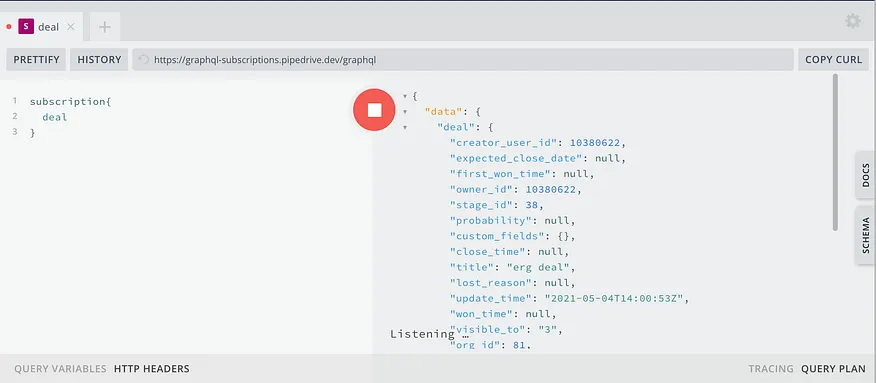 S deal
PRETTIFY HISTORY https://graphql-subscriptions.pipedrive.dev/graphql COPY CURL
1 subscription{
2 deal
3 }
{
"data": {
"deal": {
"creator_user_id": 10380622,
"expected_close_date": null,
"first_won_time": null,
"owner_id": 10380622,
"stage_id": 38,
"probability": null,
"custom_fields": {},
"close_time": null,
"title": "erg deal",
"lost_reason": null,
"update_time": "2021-05-04T14:00:53Z",
"won_time": null,
"visible_to": "3",
Listening …
"org_id": 81,
DOCS
SCHEMA
QUERY VARIABLES HTTP HEADERS TRACING QUERY PLAN